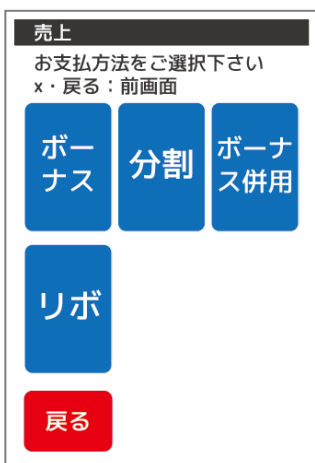 売上
お支払方法をご選択下さい
x・戻る：前画面
ボー
ナス
分割
ボーナ
ス併用
リボ
戻る